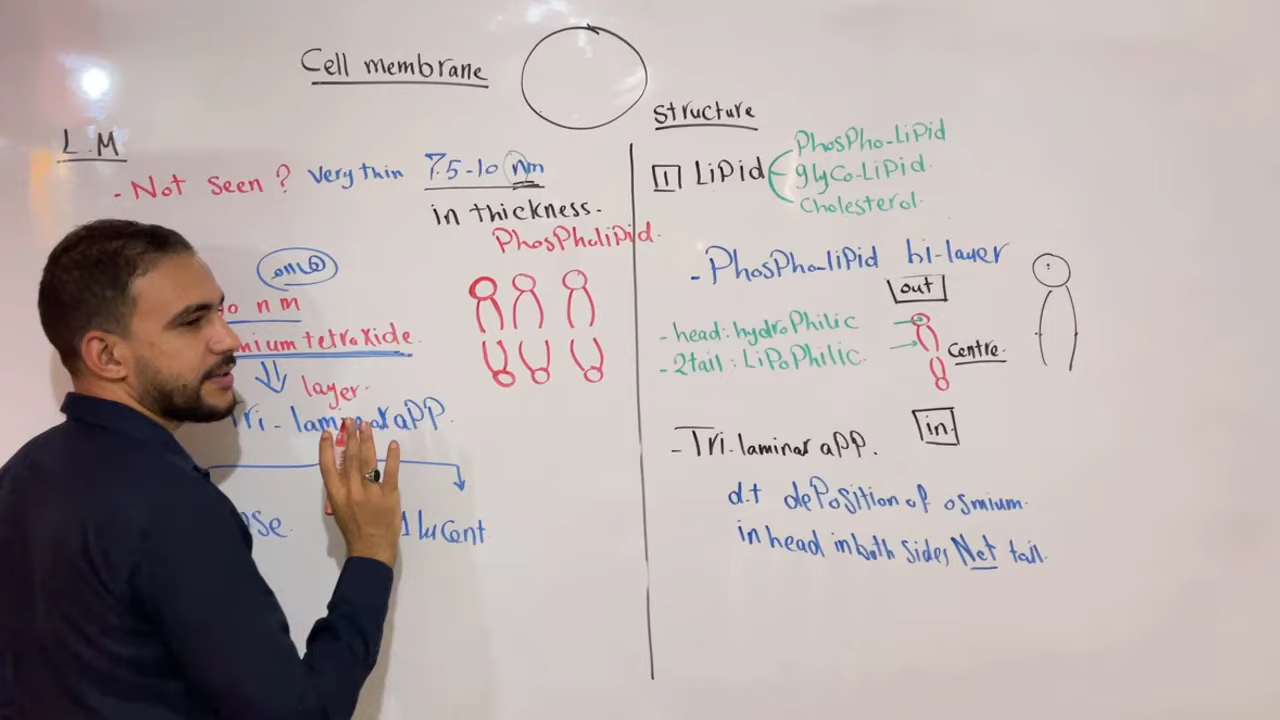 Cell membrane
L.M
- Not Seen ? Very thin 7.5-10 nm
in thickness.
PhosPholiPid.
nm
mium tetroxide.
layer.
Tri-laminar aPP.
1 lucent
Structure
1 LiPid
PhosPho-LiPid
glyCo-LiPid.
Cholesterol.
- PhosPho-liPid bi-layer
out
- head: hydroPhilic
- 2tail: LiPoPhilic.
Centre.
in.
- Tri.laminar aPP.
d.t dePosition of osmium.
in head in both sides, Not tail.